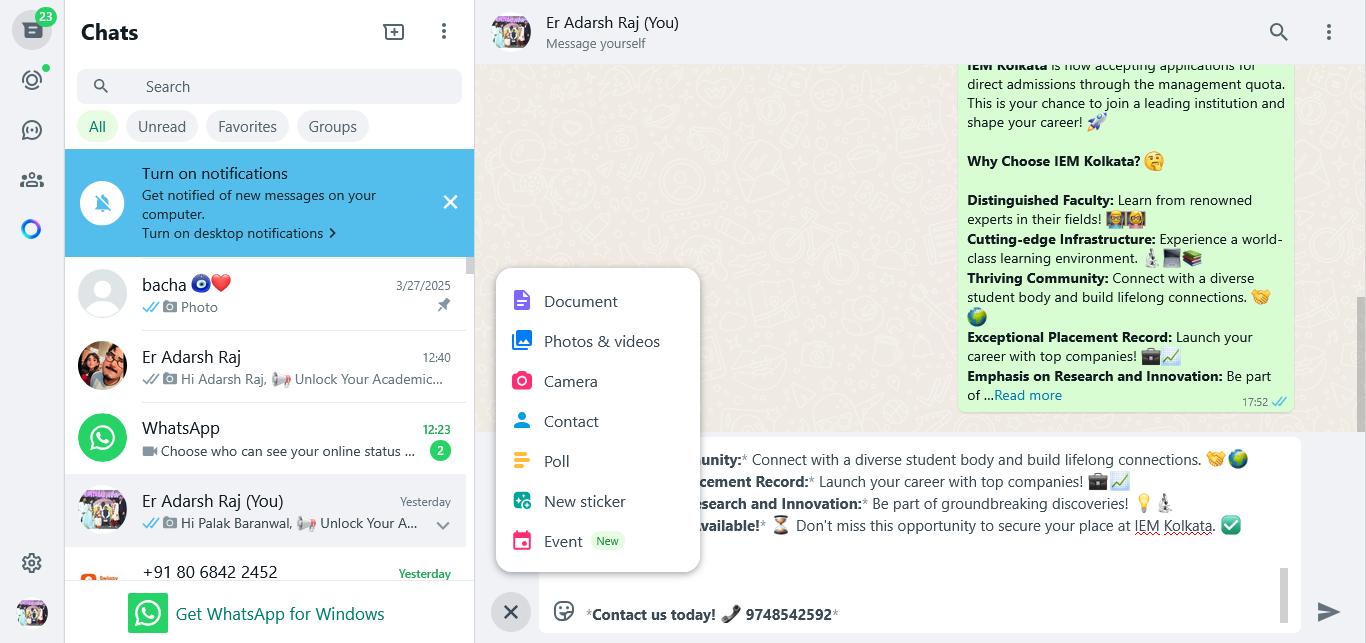 23
Chats
Search
All
Unread
Favorites
Groups
Turn on notifications
Get notified of new messages on your
computer.
Turn on desktop notifications
bacha 🧿❤️
3/27/2025
Photo
Er Adarsh Raj
12:40
Hi Adarsh Raj, 📢 Unlock Your Academic...
WhatsApp
12:23
Choose who can see your online status ...
2
Er Adarsh Raj (You)
Yesterday
Hi Palak Baranwal, 📢 Unlock Your A...
+91 80 6842 2452
Yesterday
Get WhatsApp for Windows
Er Adarsh Raj (You)
Message yourself
IEM Kolkata is now accepting applications for
direct admissions through the management quota.
This is your chance to join a leading institution and
shape your career! 🚀
Why Choose IEM Kolkata? 🤔
Distinguished Faculty: Learn from renowned
experts in their fields! 👨‍🏫👩‍🏫
Cutting-edge Infrastructure: Experience a world-
class learning environment. 🔬💻📚
Thriving Community: Connect with a diverse
student body and build lifelong connections. 🤝
🌍
Exceptional Placement Record: Launch your
career with top companies! 💼📈
Emphasis on Research and Innovation: Be part
of ...Read more
17:52
Document
Photos & videos
Camera
Contact
Poll
New sticker
Event New
unity:* Connect with a diverse student body and build lifelong connections. 🤝🌍
cement Record:* Launch your career with top companies! 💼📈
esearch and Innovation:* Be part of groundbreaking discoveries! 💡🔬
vailable!* ⏳ Don't miss this opportunity to secure your place at IEM Kolkata. ✅
*Contact us today! 📞 9748542592*